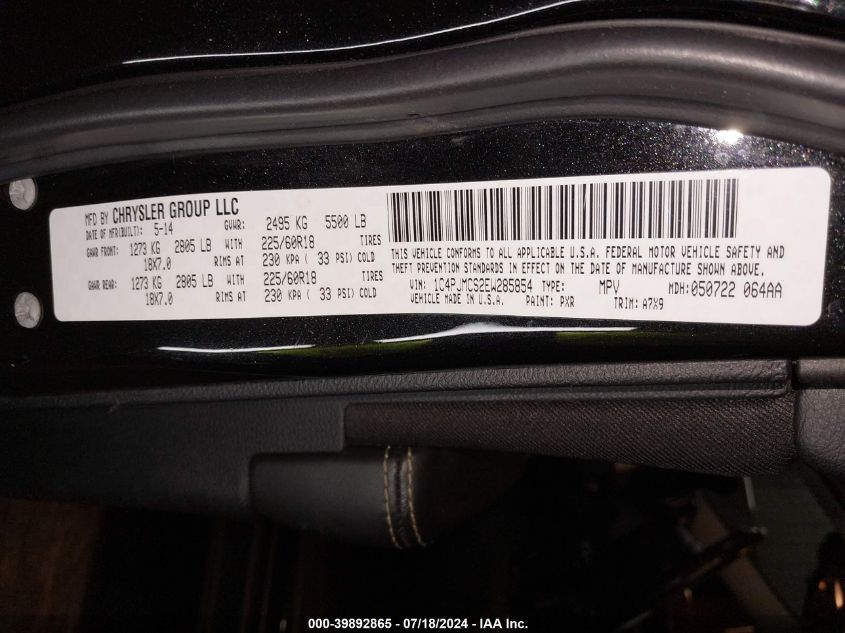 MFD BY CHRYSLER GROUP LLC
DATE OF MFR(BUILT): 5-14 GVWR: 2495 KG 5500 LB
GAWR FRONT: 1273 KG 2805 LB WITH 225/60R18 TIRES
18X7.0 RIMS AT 230 KPA ( 33 PSI) COLD
GAWR REAR: 1273 KG 2805 LB WITH 225/60R18 TIRES
18X7.0 RIMS AT 230 KPA ( 33 PSI) COLD
THIS VEHICLE CONFORMS TO ALL APPLICABLE U.S.A. FEDERAL MOTOR VEHICLE SAFETY AND
THEFT PREVENTION STANDARDS IN EFFECT ON THE DATE OF MANUFACTURE SHOWN ABOVE.
VIN: 1C4PJMCS2EW285854 TYPE: MPV MDH: 050722 064AA
VEHICLE MADE IN U.S.A. PAINT: PXR TRIM: A7X9
000-39892865 - 07/18/2024 - IAA Inc.